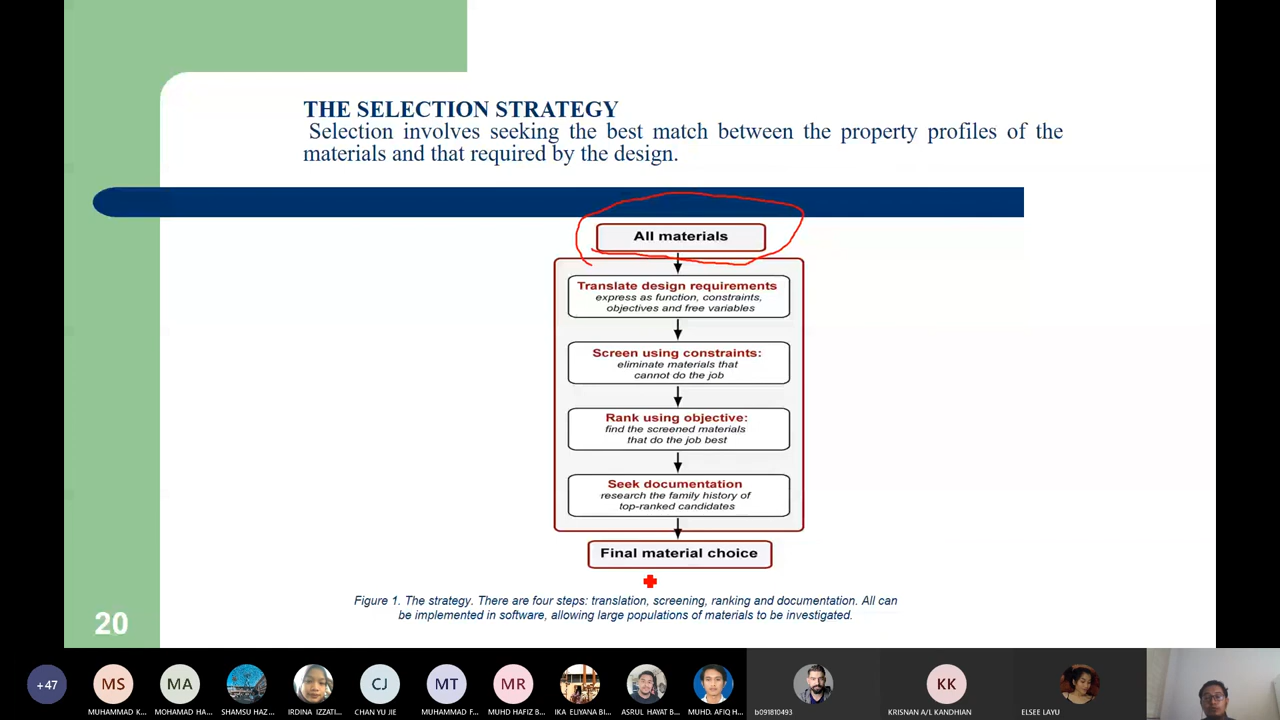 THE SELECTION STRATEGY
Selection involves seeking the best match between the property profiles of the
materials and that required by the design.
All materials
Translate design requirements
express as function, constraints,
objectives and free variables
Screen using constraints:
eliminate materials that
cannot do the job
Rank using objective:
find the screened materials
that do the job best
Seek documentation
research the family history of
top-ranked candidates
Final material choice
Figure 1. The strategy. There are four steps: translation, screening, ranking and documentation. All can
be implemented in software, allowing large populations of materials to be investigated.
20
+47
MS
MA
CJ
MT
MR
KK
MUHAMMAD K...
MOHAMAD HA...
SHAMSU HAZ...
IRDINA IZZATI...
CHAN YU JIE
MUHAMMAD F...
MUHD HAFIZ B...
IKA ELIYANA BI...
ASRUL HAYAT B...
MUHD. AFIQ H...
b091810493
KRISNAN A/L KANDHIAN
ELSEE LAYU